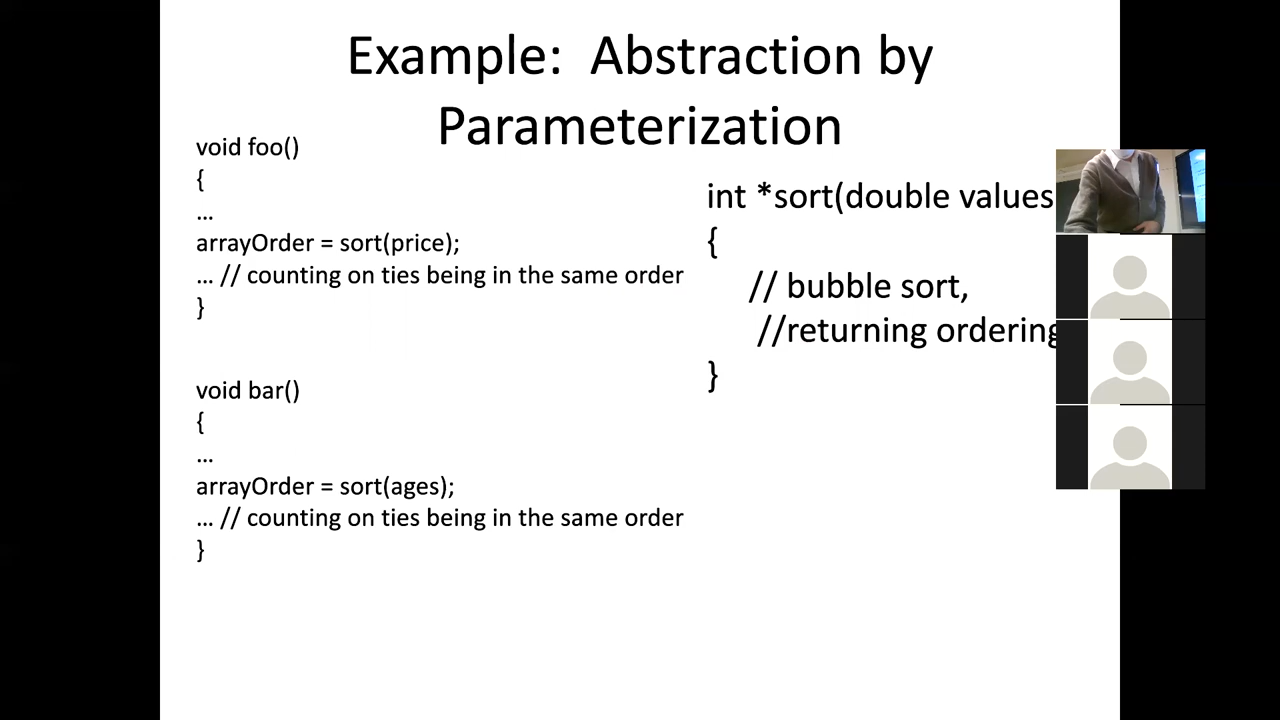 Example:  Abstraction by
Parameterization
void foo()
{
…
arrayOrder = sort(price);
… // counting on ties being in the same order
}
void bar()
{
…
arrayOrder = sort(ages);
… // counting on ties being in the same order
}
int *sort(double values
{
// bubble sort,
//returning ordering
}